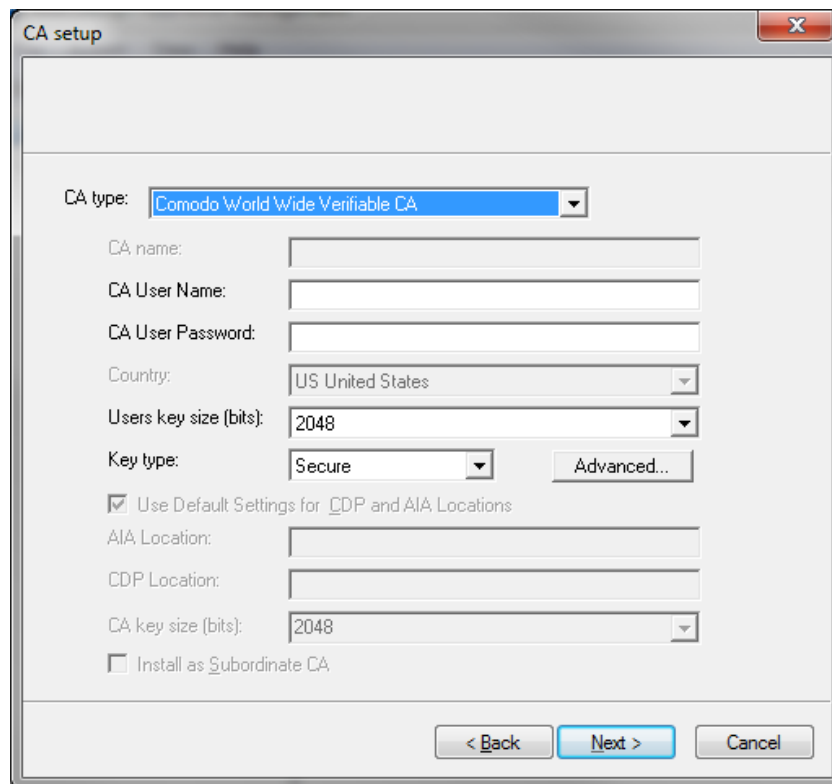 CA setup
CA type: Comodo World Wide Verifiable CA
CA name:
CA User Name:
CA User Password:
Country: US United States
Users key size (bits): 2048
Key type: Secure Advanced...
Use Default Settings for CDP and AIA Locations
AIA Location:
CDP Location:
CA key size (bits): 2048
Install as Subordinate CA
< Back Next > Cancel